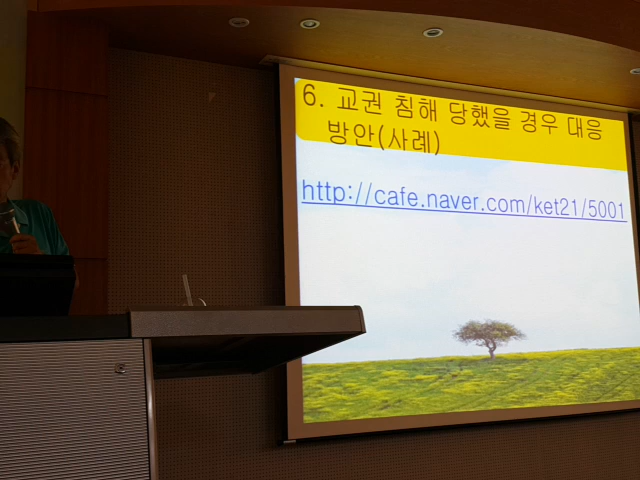 6. 교권 침해 당했을 경우 대응
방안(사례)
http://cafe.naver.com/ket21/5001